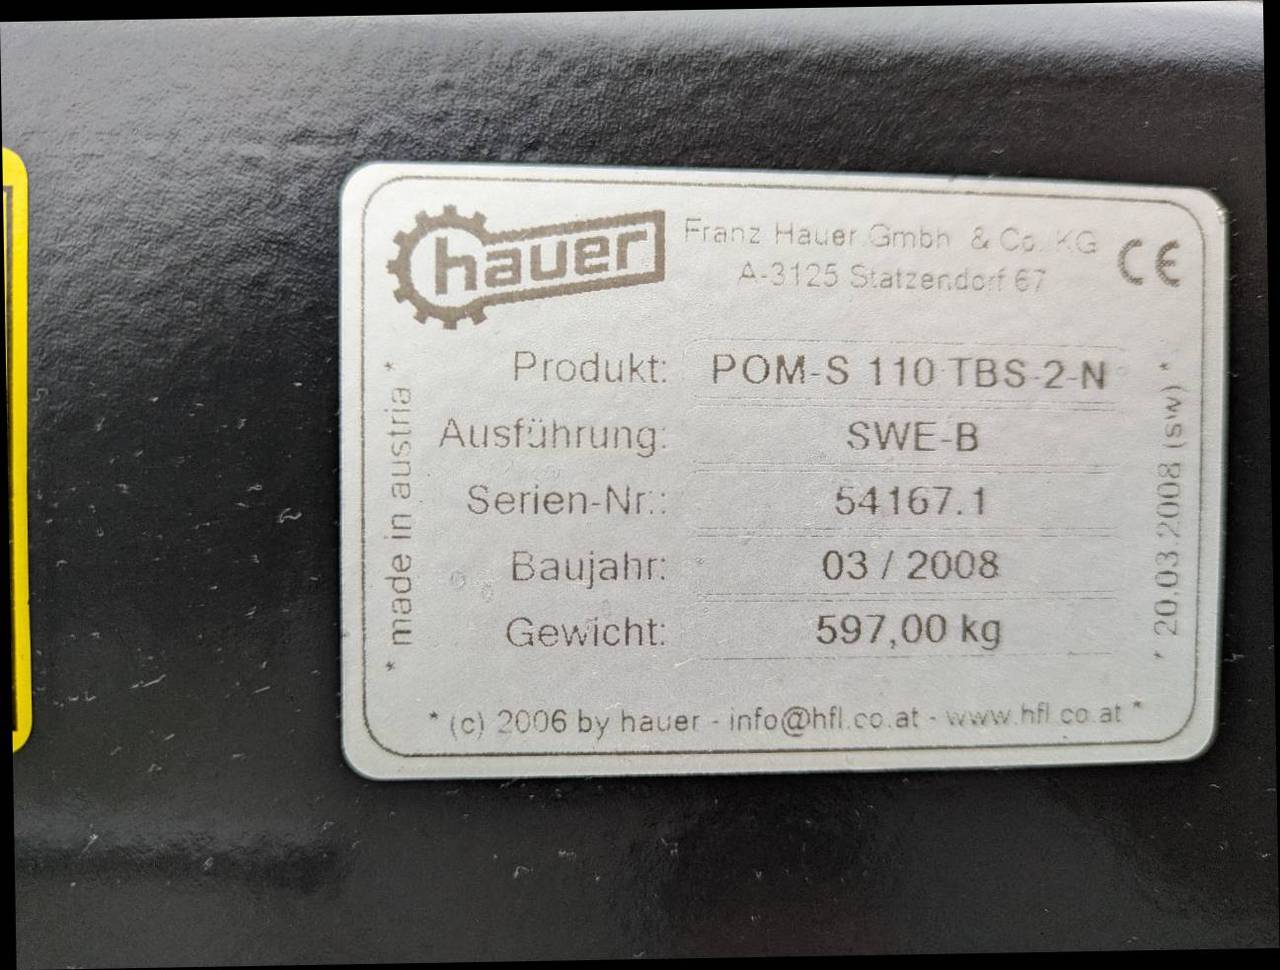 hauer
Franz Hauer Gmbh & Co. KG
A-3125 Statzendorf 67
CE
Produkt: POM-S 110 TBS-2-N
Ausführung: SWE-B
Serien-Nr.: 54167.1
Baujahr: 03 / 2008
Gewicht: 597,00 kg
* made in austria *
* 20.03.2008 (sw) *
* (c) 2006 by hauer - info@hfl.co.at - www.hfl.co.at *